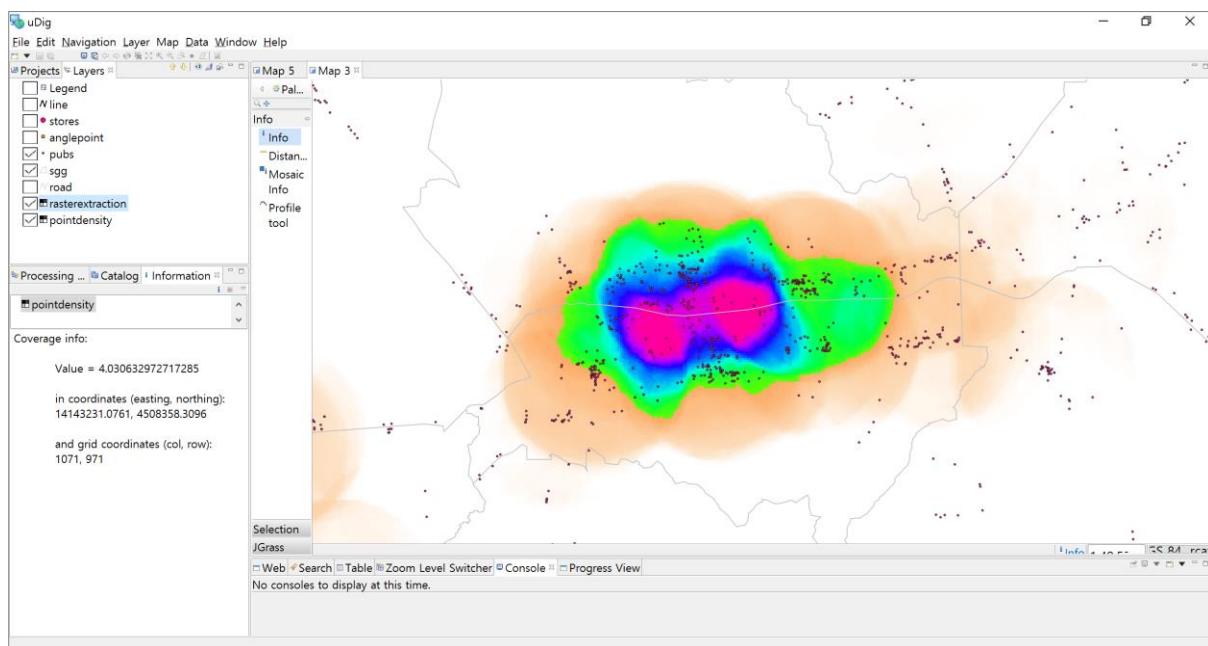 uDig
File Edit Navigation Layer Map Data Window Help
Projects Layers
Legend
line
stores
anglepoint
pubs
sgg
road
rasterextraction
pointdensity
Processing ... Catalog Information
pointdensity
Coverage info:
Value = 4.030632972717285
in coordinates (easting, northing):
14143231.0761, 4508358.3096
and grid coordinates (col, row):
1071, 971
Map 5 Map 3
Pal...
Info
Info
Distan...
Mosaic
Info
Profile
tool
Selection
JGrass
Info
Web Search Table Zoom Level Switcher Console Progress View
No consoles to display at this time.